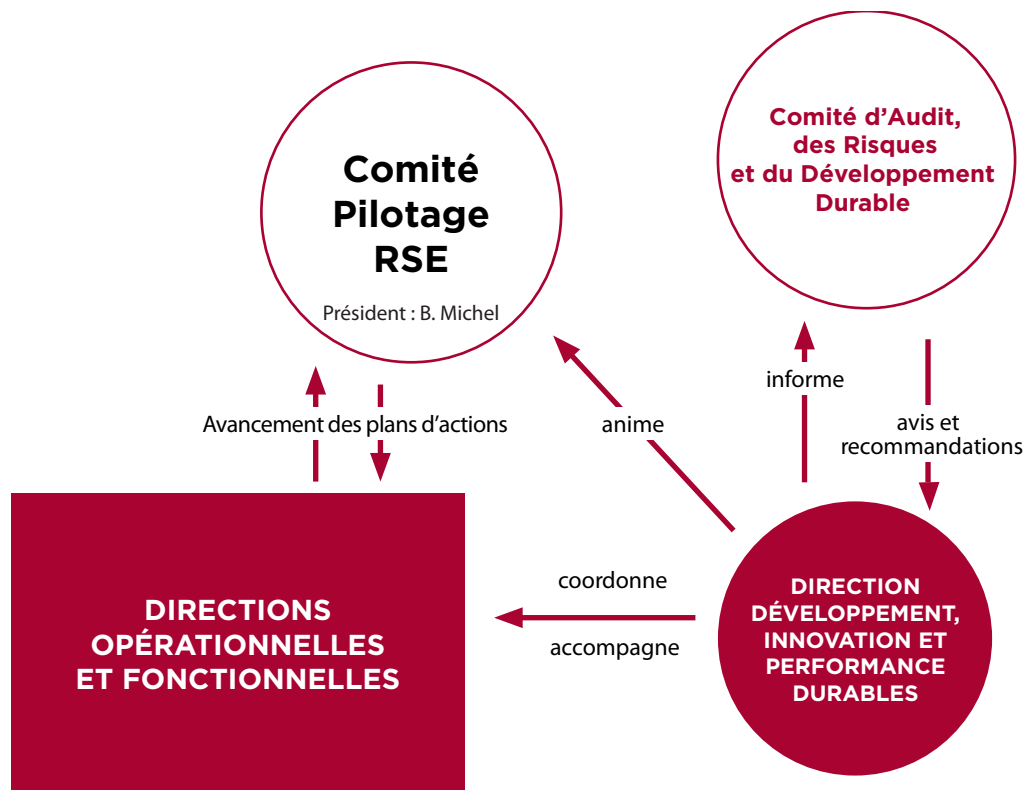 Comité
Pilotage
RSE
Président : B. Michel
Comité d’Audit,
des Risques
et du Développement
Durable
informe
avis et
recommandations
Avancement des plans d’actions
anime
coordonne
accompagne
DIRECTIONS
OPÉRATIONNELLES
ET FONCTIONNELLES
DIRECTION
DÉVELOPPEMENT,
INNOVATION ET
PERFORMANCE
DURABLES